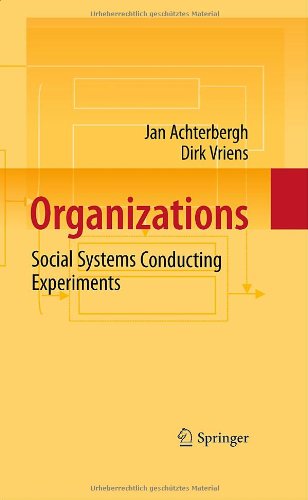 Urheberrechtlich geschütztes Material
Jan Achterbergh
Dirk Vriens
Organizations
Social Systems Conducting
Experiments
Springer
Urheberrechtlich geschütztes Material